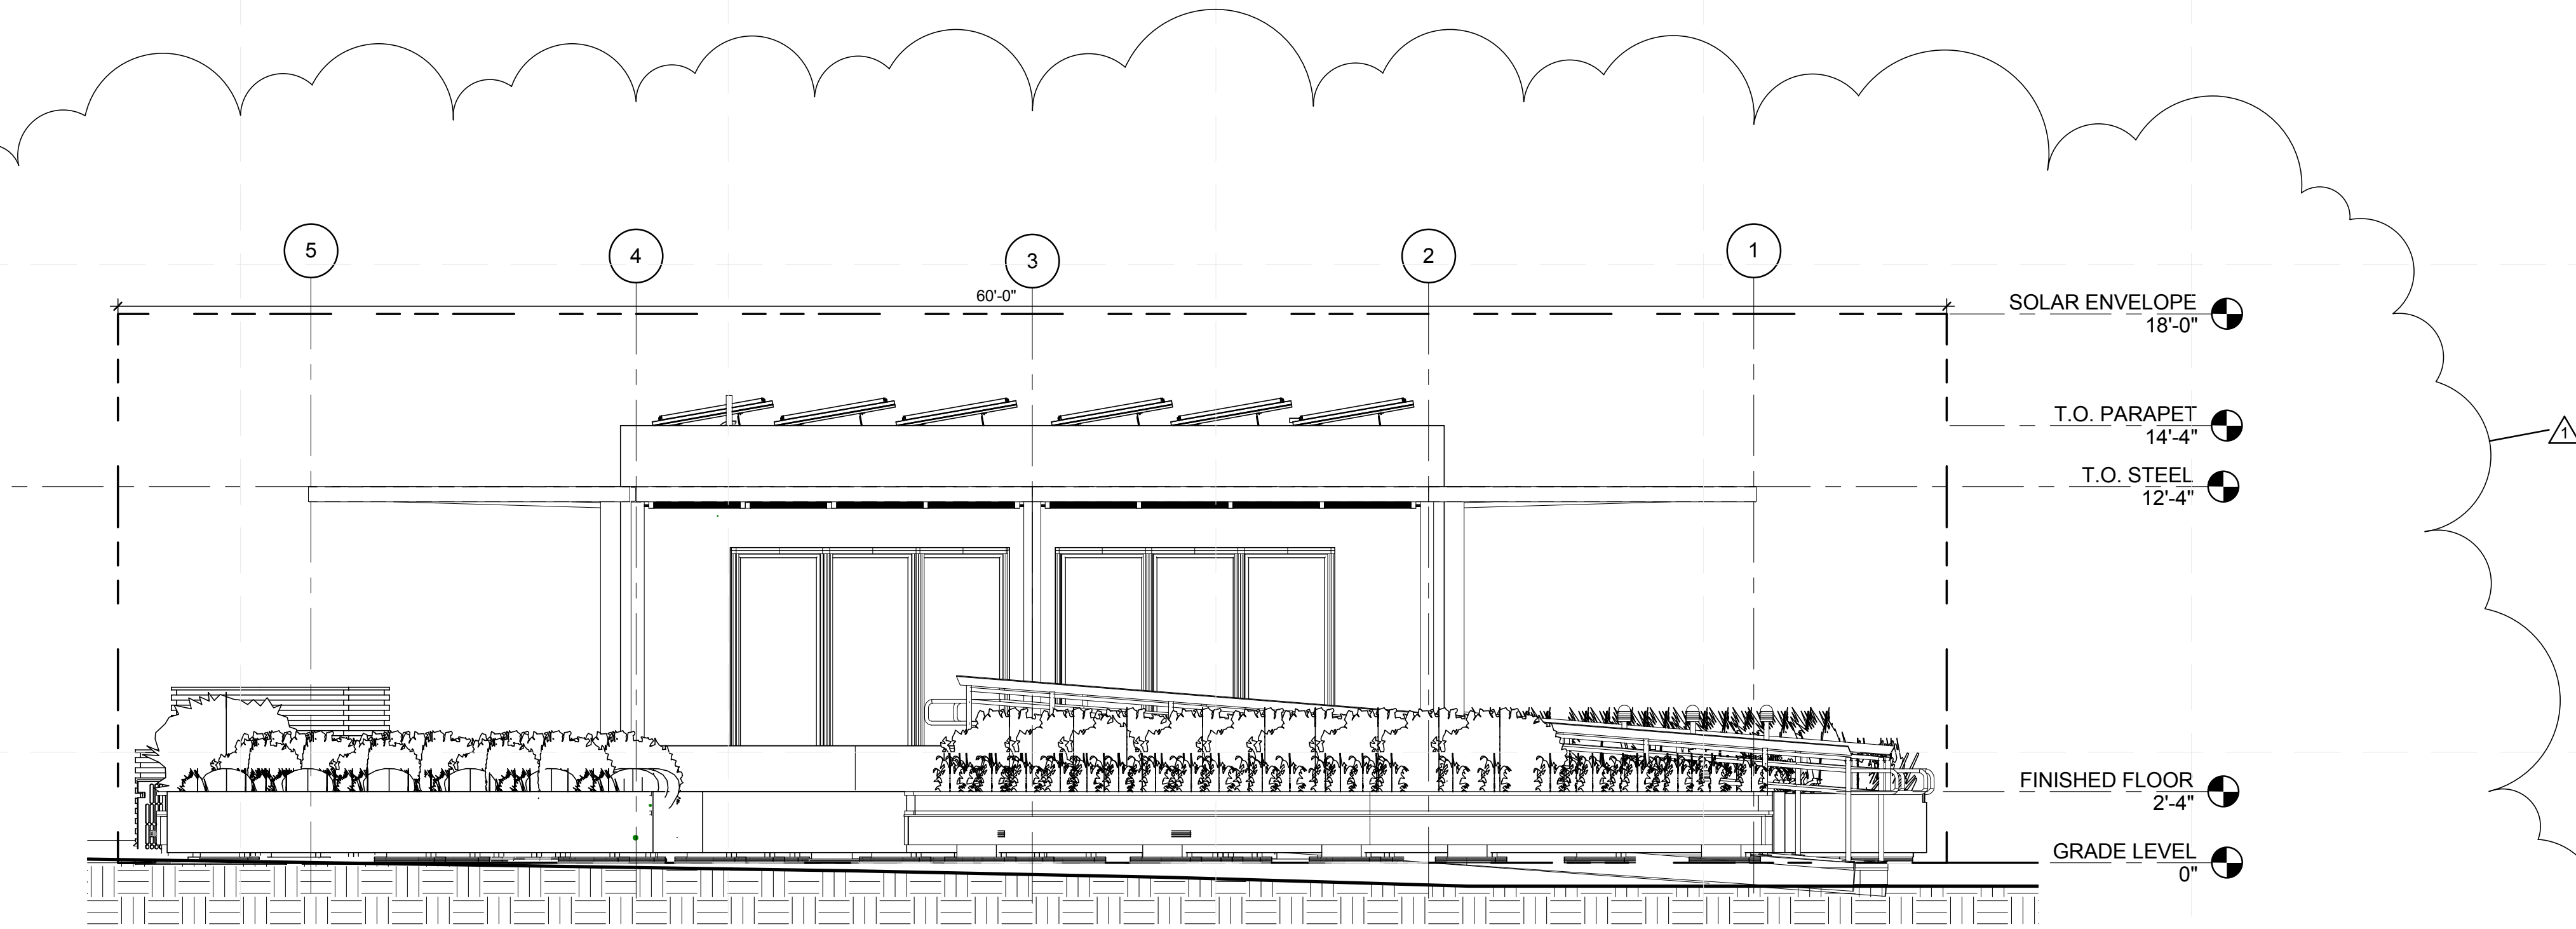 5
4
3
2
1
60'-0"
SOLAR ENVELOPE
18'-0"
T.O. PARAPET
14'-4"
1
T.O. STEEL
12'-4"
FINISHED FLOOR
2'-4"
GRADE LEVEL
0"